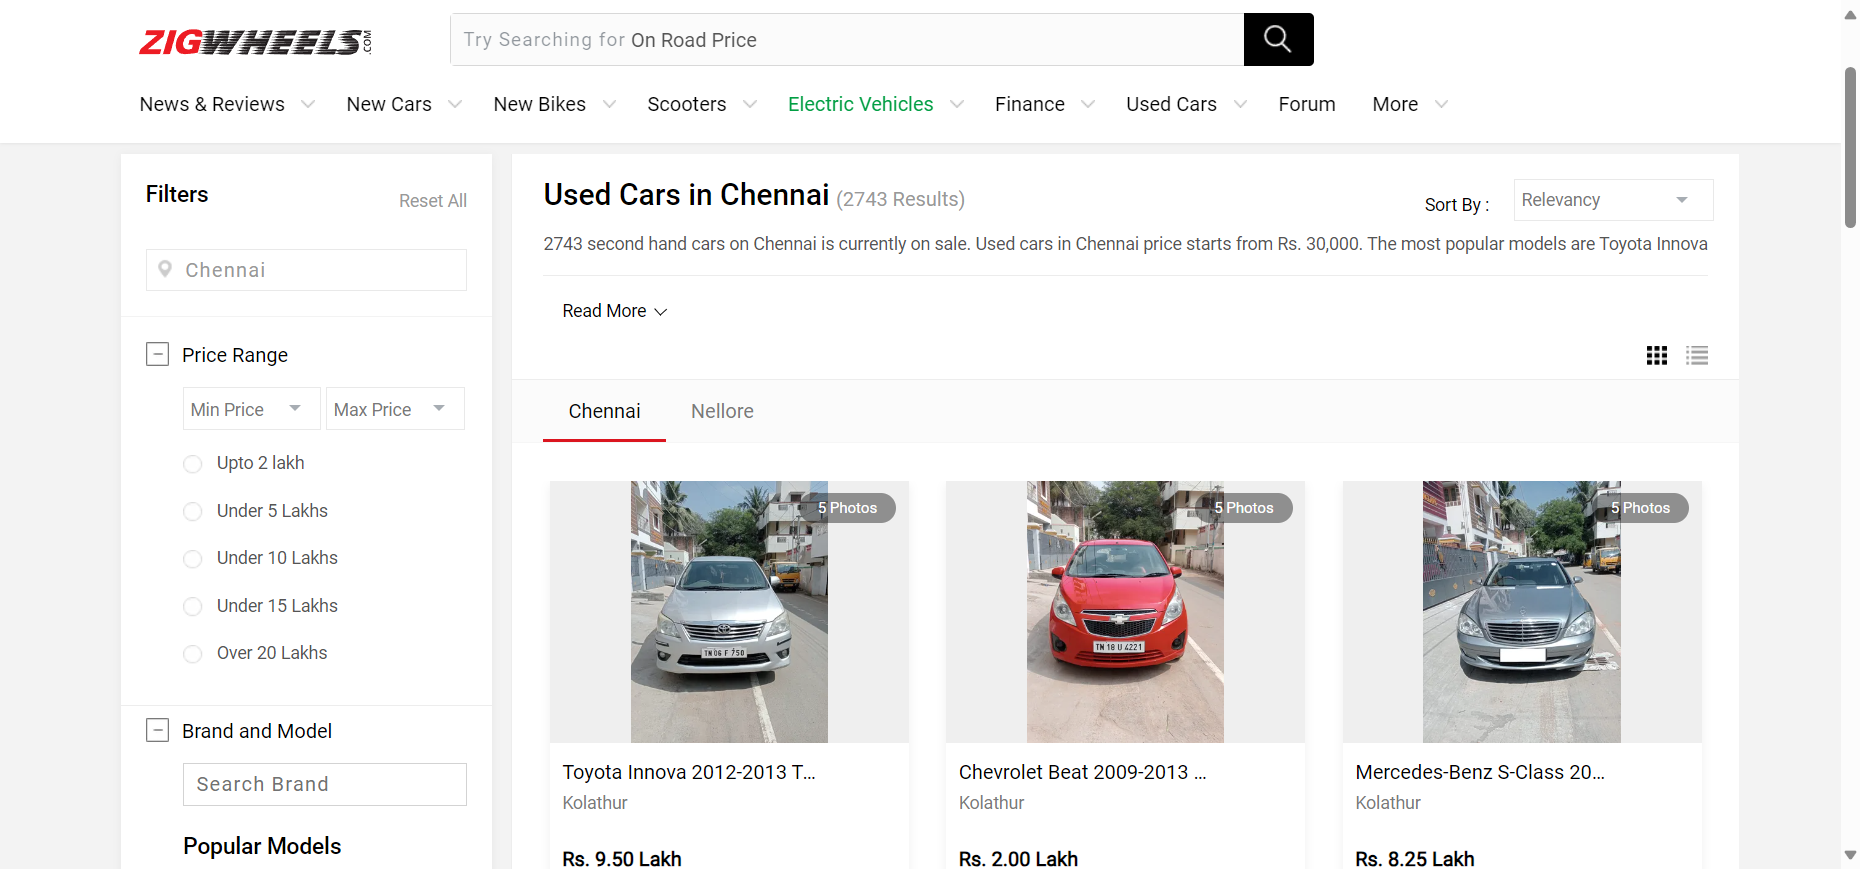 ZIGWHEELS.COM
Try Searching for On Road Price
News & Reviews New Cars New Bikes Scooters Electric Vehicles Finance Used Cars Forum More
Filters
Reset All
Chennai
Price Range
Min Price Max Price
Upto 2 lakh
Under 5 Lakhs
Under 10 Lakhs
Under 15 Lakhs
Over 20 Lakhs
Brand and Model
Search Brand
Popular Models
Used Cars in Chennai (2743 Results)
Sort By : Relevancy
2743 second hand cars on Chennai is currently on sale. Used cars in Chennai price starts from Rs. 30,000. The most popular models are Toyota Innova
Read More
Chennai Nellore
5 Photos
TN 06 F 750
Toyota Innova 2012-2013 T...
Kolathur
Rs. 9.50 Lakh
5 Photos
TN 18 U 4221
Chevrolet Beat 2009-2013 ...
Kolathur
Rs. 2.00 Lakh
5 Photos
Mercedes-Benz S-Class 20...
Kolathur
Rs. 8.25 Lakh